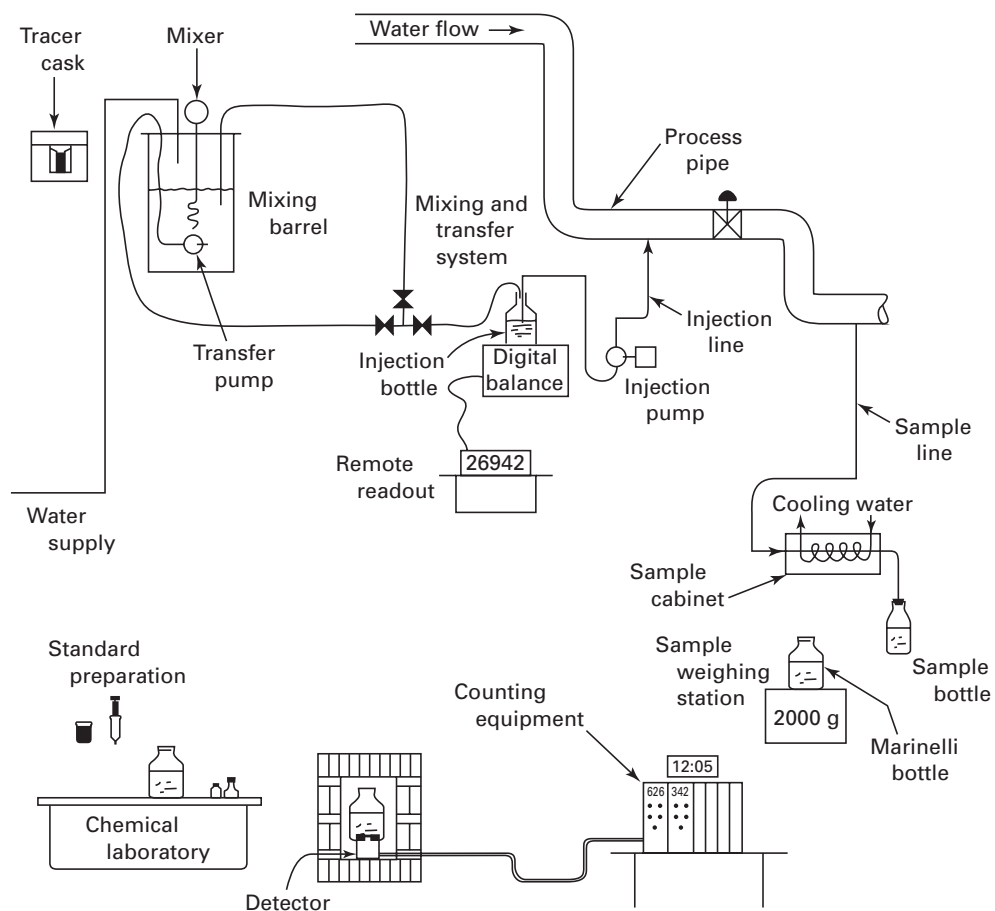 Water flow
Tracer
cask
Mixer
Process
pipe
Mixing
barrel
Mixing and
transfer
system
Transfer
pump
Injection
bottle
Digital
balance
Injection
line
Injection
pump
Remote
readout
26942
Sample
line
Water
supply
Cooling water
Sample
cabinet
Sample
bottle
Sample
weighing
station
2000 g
Marinelli
bottle
Standard
preparation
Counting
equipment
12:05
626 342
Chemical
laboratory
Detector